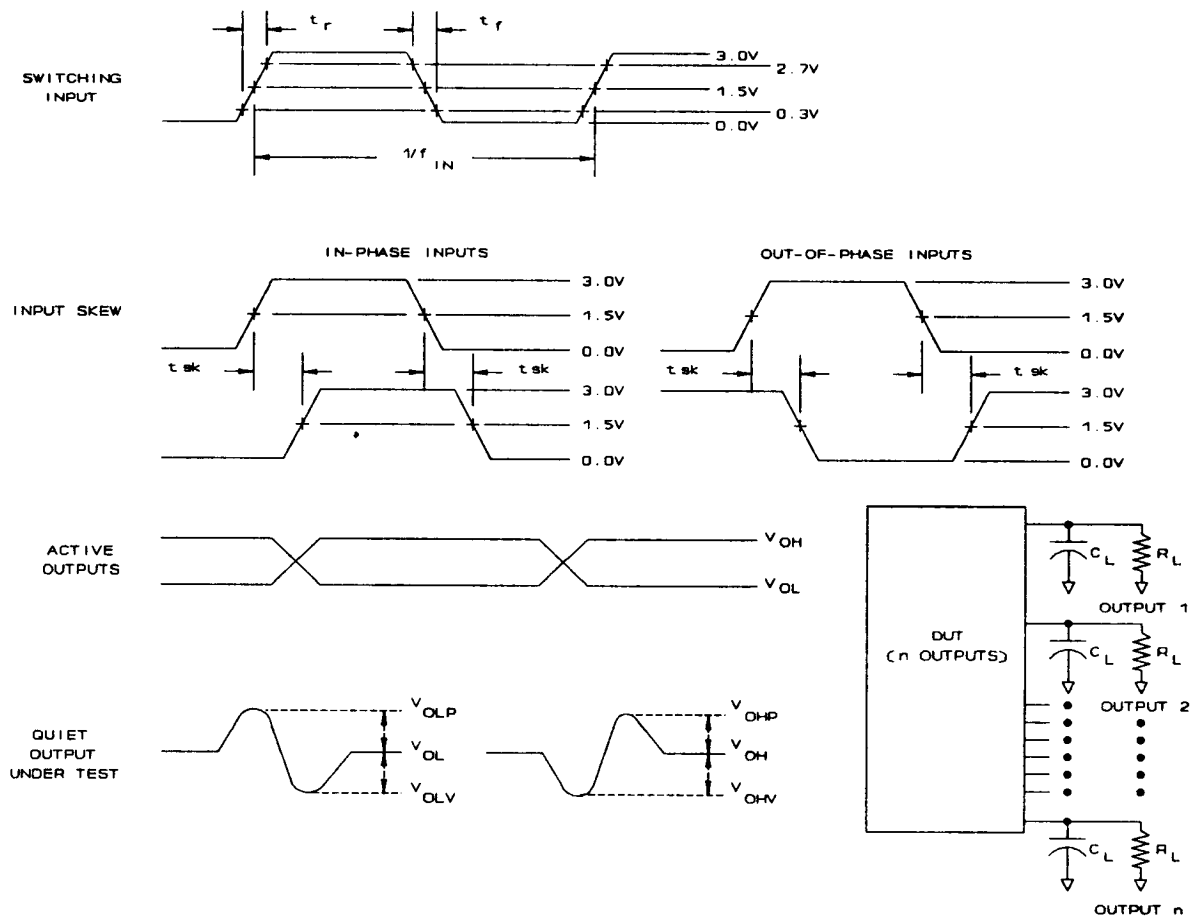 t r
t f
SWITCHING
INPUT
3.0V
2.7V
1.5V
0.3V
0.0V
1/f IN
IN-PHASE INPUTS
OUT-OF-PHASE INPUTS
INPUT SKEW
3.0V
1.5V
0.0V
t sk
t sk
3.0V
1.5V
0.0V
3.0V
1.5V
0.0V
t sk
t sk
3.0V
1.5V
0.0V
ACTIVE
OUTPUTS
V OH
V OL
DUT
(n OUTPUTS)
C L
R L
OUTPUT 1
C L
R L
OUTPUT 2
C L
R L
OUTPUT n
QUIET
OUTPUT
UNDER TEST
V OLP
V OL
V OLV
V OHP
V OH
V OHV